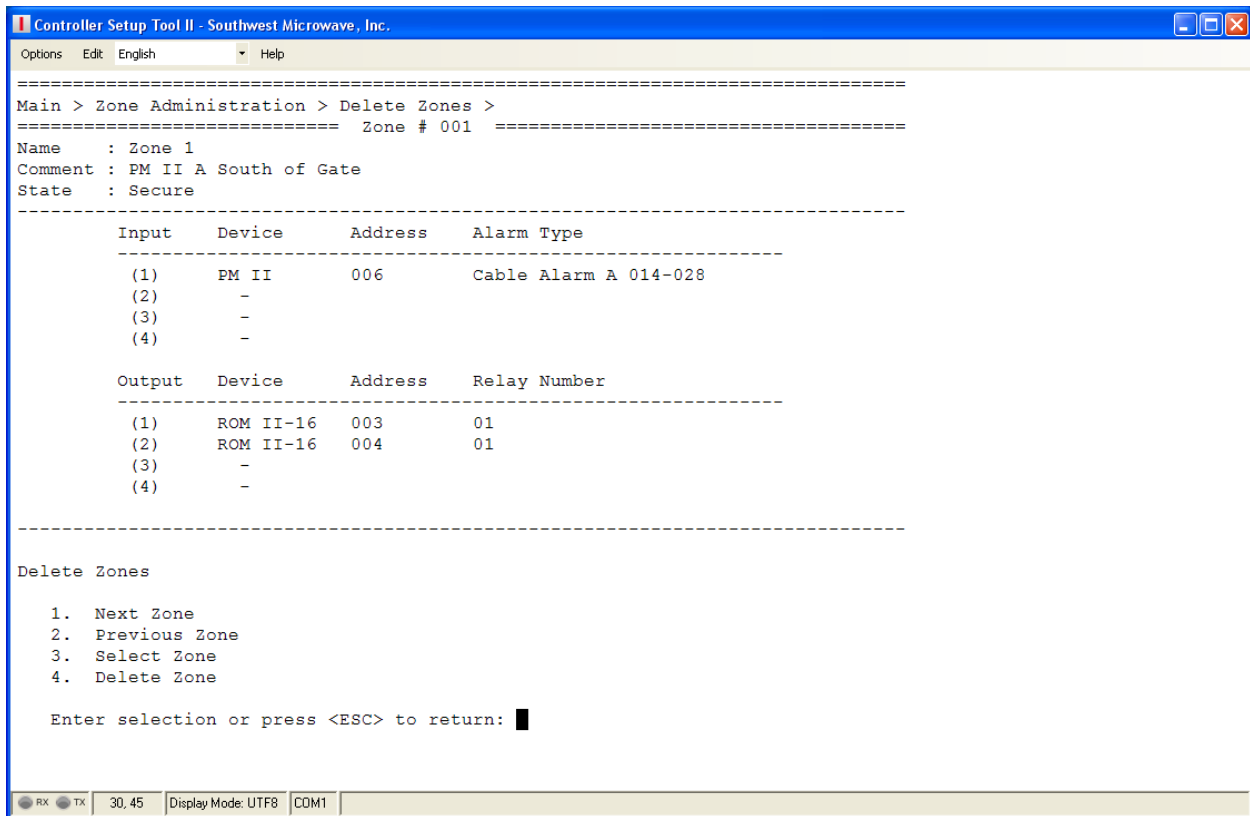 Controller Setup Tool II - Southwest Microwave, Inc.
Options Edit English Help
================================================================================
Main > Zone Administration > Delete Zones >
============================= Zone # 001 =====================================
Name : Zone 1
Comment : PM II A South of Gate
State : Secure
--------------------------------------------------------------------------------
Input Device Address Alarm Type
------------------------------------------------------------
(1) PM II 006 Cable Alarm A 014-028
(2) -
(3) -
(4) -
Output Device Address Relay Number
------------------------------------------------------------
(1) ROM II-16 003 01
(2) ROM II-16 004 01
(3) -
(4) -
--------------------------------------------------------------------------------
Delete Zones
1. Next Zone
2. Previous Zone
3. Select Zone
4. Delete Zone
Enter selection or press <ESC> to return:
RX TX 30, 45 Display Mode: UTF8 COM1